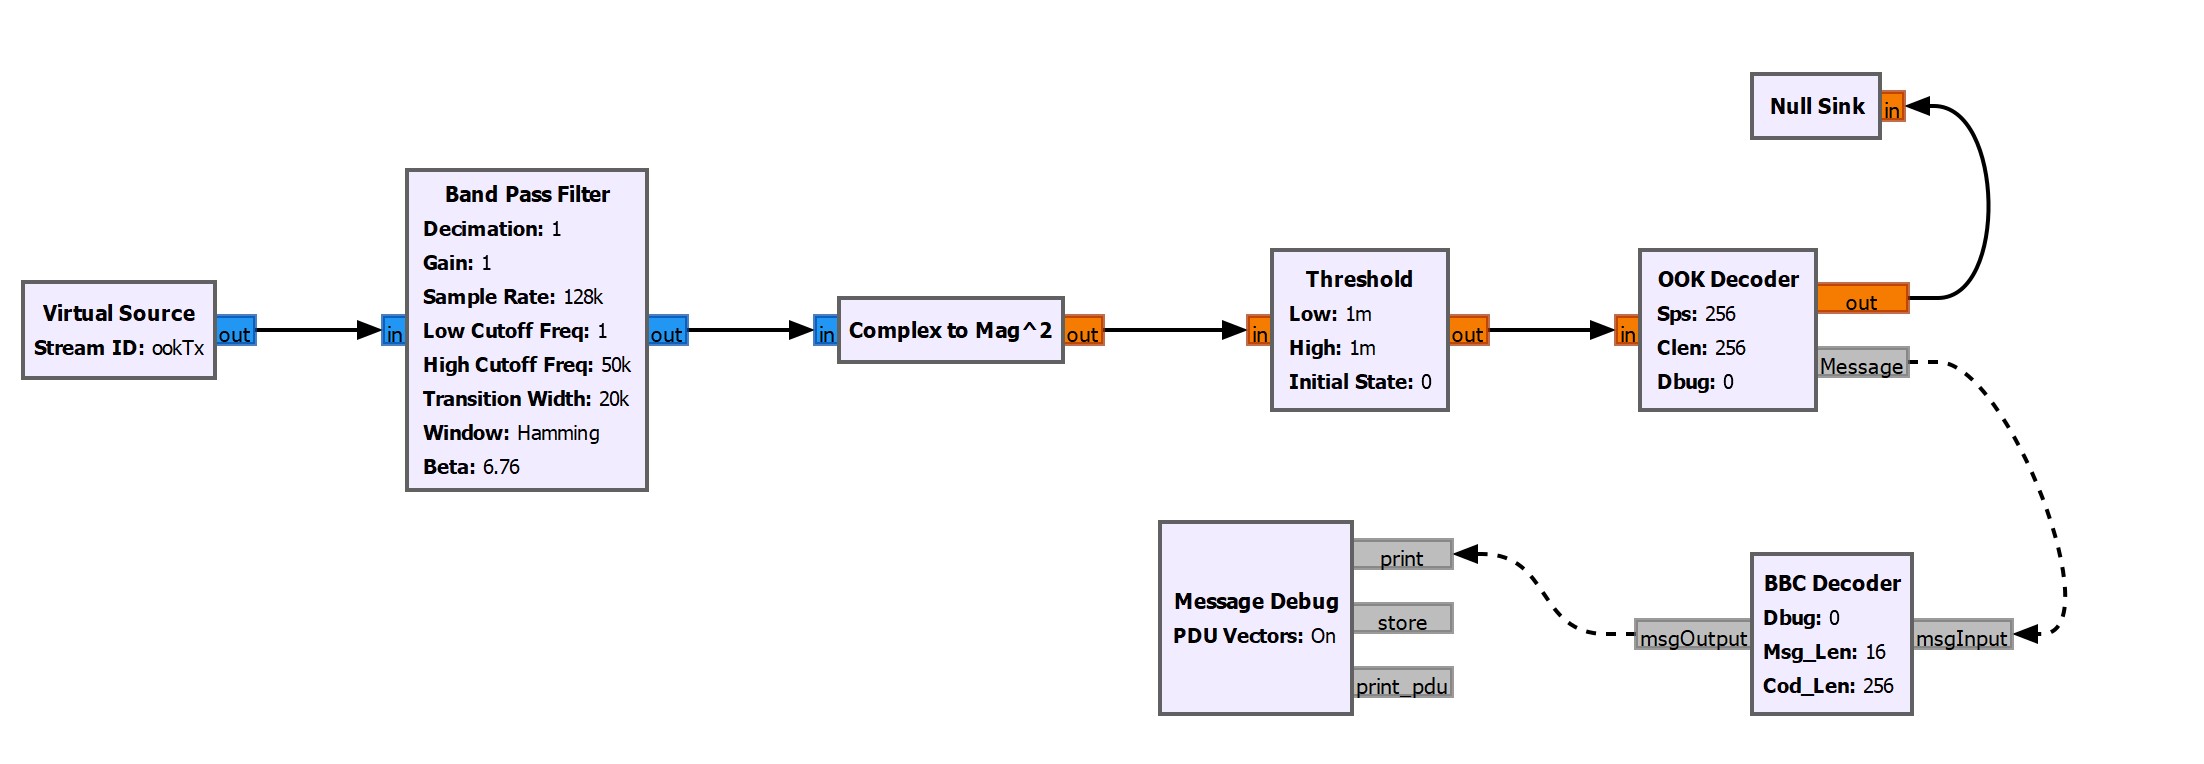 Virtual Source
Stream ID: ookTx
out
in
Band Pass Filter
Decimation: 1
Gain: 1
Sample Rate: 128k
Low Cutoff Freq: 1
High Cutoff Freq: 50k
Transition Width: 20k
Window: Hamming
Beta: 6.76
out
in
Complex to Mag^2
out
in
Threshold
Low: 1m
High: 1m
Initial State: 0
out
in
OOK Decoder
Sps: 256
Clen: 256
Dbug: 0
out
Message
Null Sink
in
Message Debug
PDU Vectors: On
print
store
print_pdu
msgOutput
BBC Decoder
Dbug: 0
Msg_Len: 16
Cod_Len: 256
msgInput